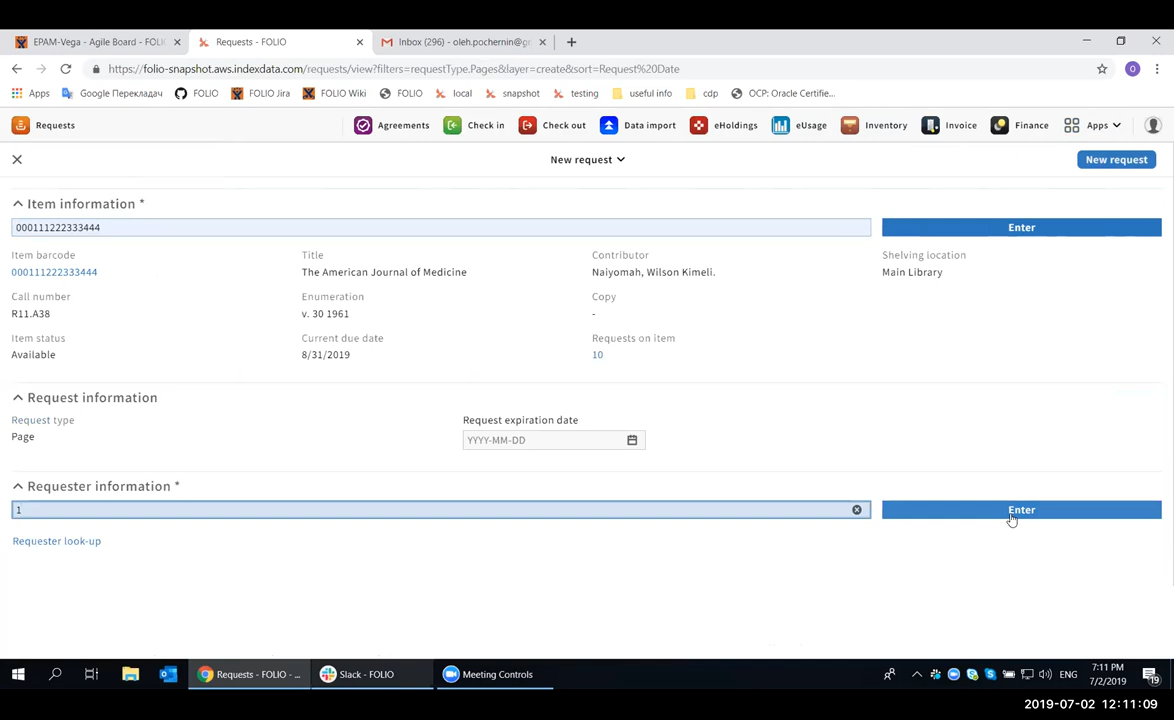 EPAM-Vega - Agile Board - FOLI
Requests - FOLIO
Inbox (296) - oleh.pochernin@g
https://folio-snapshot.aws.indexdata.com/requests/view?filters=requestType.Pages&layer=create&sort=Request%20Date
O
Apps Google Перекладач FOLIO FOLIO Jira FOLIO Wiki FOLIO local snapshot testing useful info cdp OCP: Oracle Certifie...
Requests Agreements Check in Check out Data import eHoldings eUsage Inventory Invoice Finance Apps
New request
New request
Item information *
000111222333444
Enter
Item barcode Title Contributor Shelving location
000111222333444 The American Journal of Medicine Naiyomah, Wilson Kimeli. Main Library
Call number Enumeration Copy
R11.A38 v. 30 1961 -
Item status Current due date Requests on item
Available 8/31/2019 10
Request information
Request type Request expiration date
Page YYYY-MM-DD
Requester information *
1
Enter
Requester look-up
Requests - FOLIO - ... Slack - FOLIO Meeting Controls ENG 7:11 PM
7/2/2019 19
2019-07-02 12:11:09